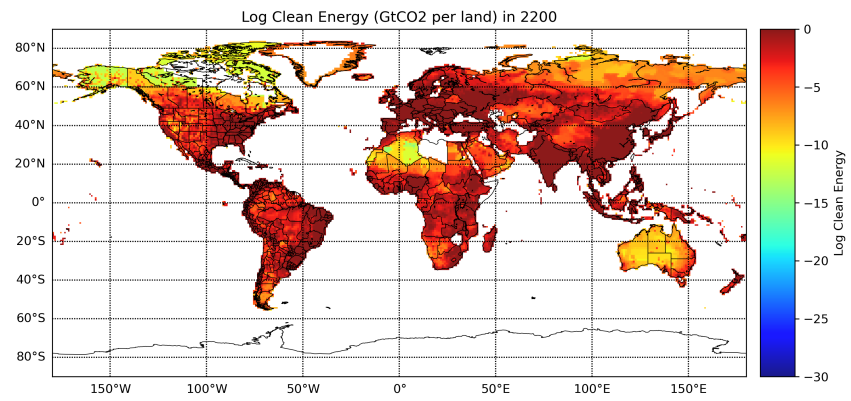 Log Clean Energy (GtCO2 per land) in 2200
80°N
60°N
40°N
20°N
0°
20°S
40°S
60°S
80°S
150°W
100°W
50°W
0°
50°E
100°E
150°E
0
−5
−10
−15
−20
−25
−30
Log Clean Energy